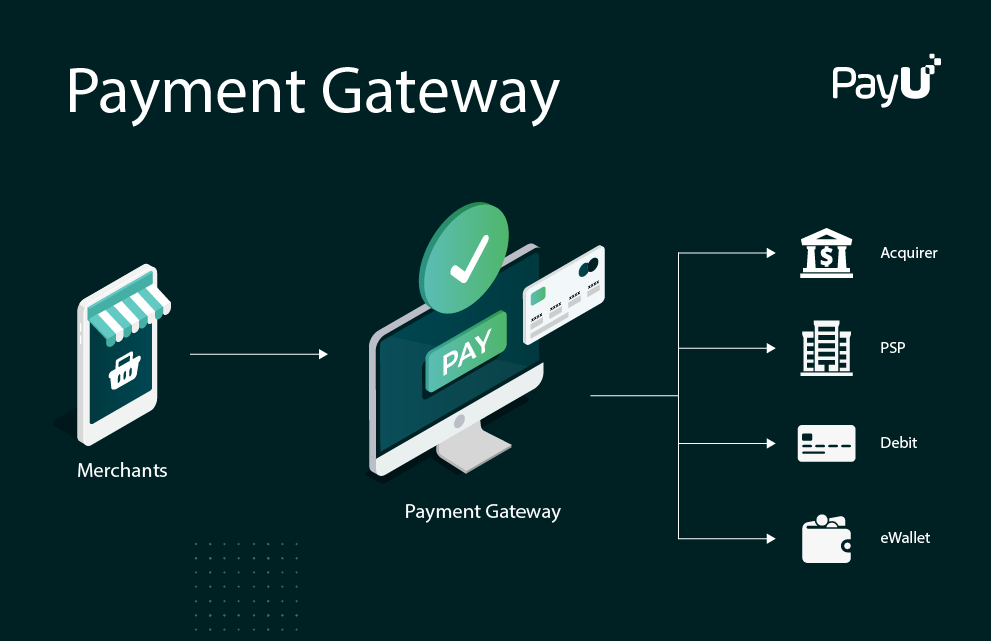 Payment Gateway
PayU
PAY
xxxx xxxx xxxx xxxx
Merchants
Payment Gateway
Acquirer
PSP
Debit
eWallet